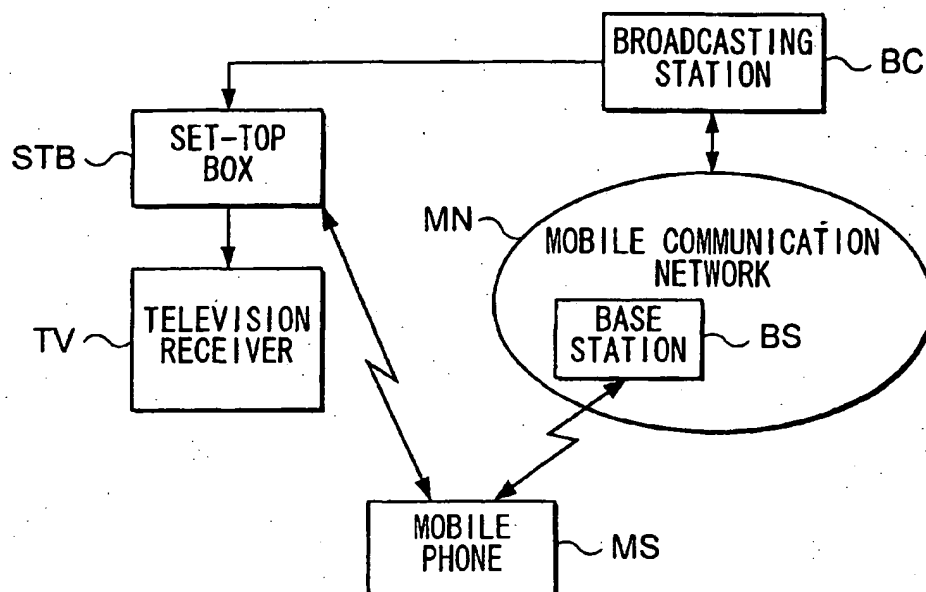 BROADCASTING
STATION
BC
SET-TOP
BOX
STB
MN
MOBILE COMMUNICATION
NETWORK
TELEVISION
RECEIVER
TV
BASE
STATION
BS
MOBILE
PHONE
MS